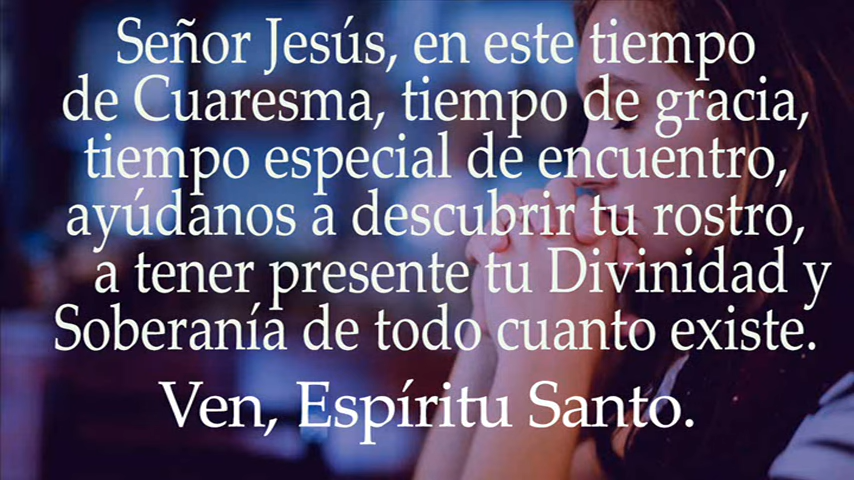 Señor Jesús, en este tiempo
de Cuaresma, tiempo de gracia,
tiempo especial de encuentro,
ayúdanos a descubrir tu rostro,
a tener presente tu Divinidad y
Soberanía de todo cuanto existe.
Ven, Espíritu Santo.